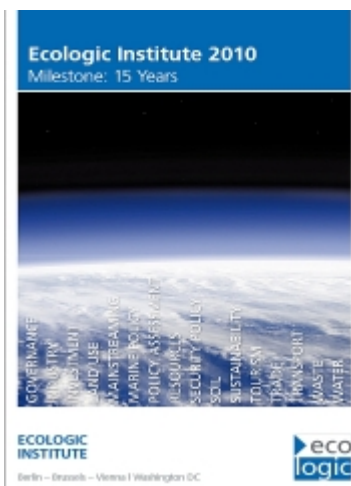 Ecologic Institute 2010
Milestone: 15 Years
GOVERNANCE
INDUSTRY
INVESTMENT
LAND USE
MAINSTREAMING
MARINE POLICY
POLICY ASSESSMENT
RESOURCES
SECURITY POLICY
SOIL
SUSTAINABILITY
TOURISM
TRADE
TRANSPORT
WASTE
WATER
ECOLOGIC
INSTITUTE
Berlin – Brussels – Vienna | Washington DC
eco
logic